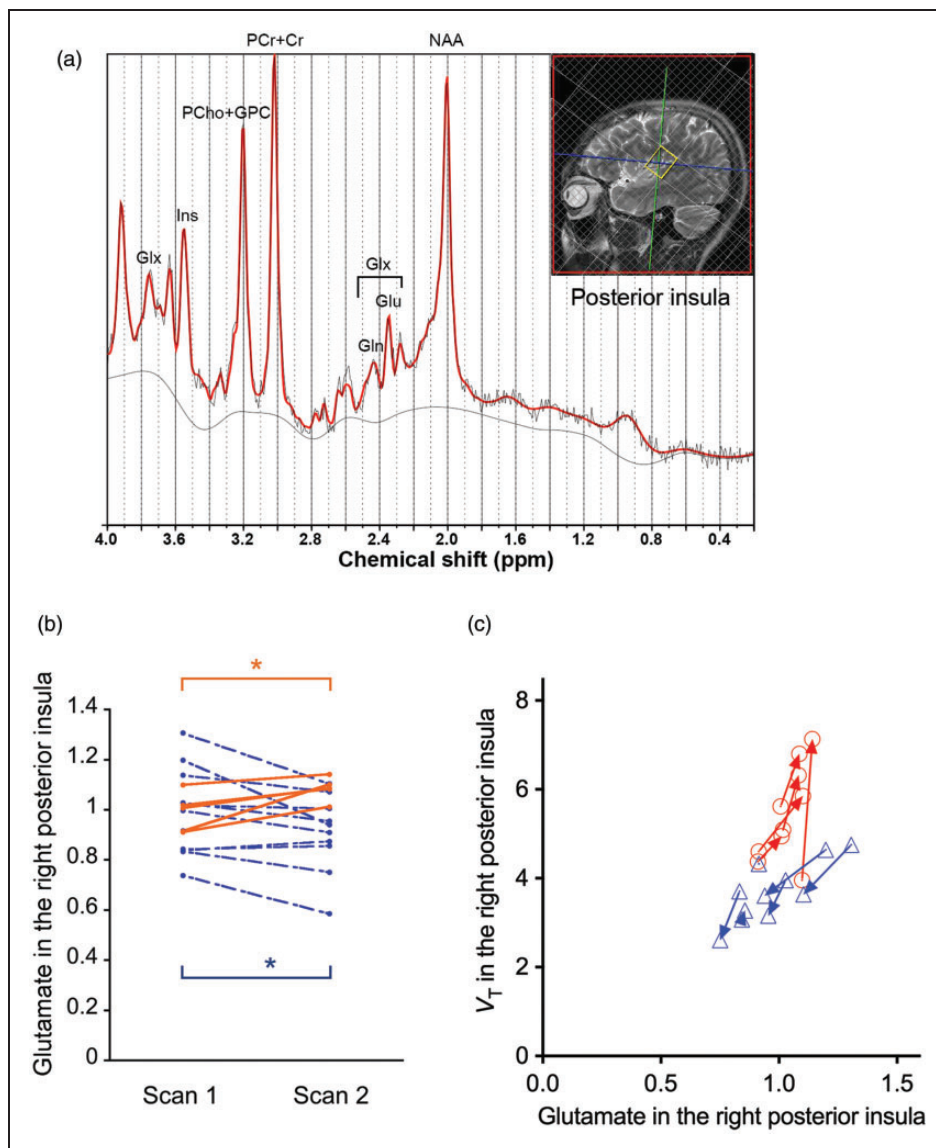 (a)
PCr+Cr
NAA
PCho+GPC
Ins
Glx
Glx
Glu
Gln
Posterior insula
4.0 3.6 3.2 2.8 2.4 2.0 1.6 1.2 0.8 0.4
Chemical shift (ppm)
(b)
*
Glutamate in the right posterior insula
1.4
1.2
1
0.8
0.6
0.4
0.2
0
*
Scan 1 Scan 2
(c)
V_T in the right posterior insula
8
6
4
2
0
0.0 0.5 1.0 1.5
Glutamate in the right posterior insula